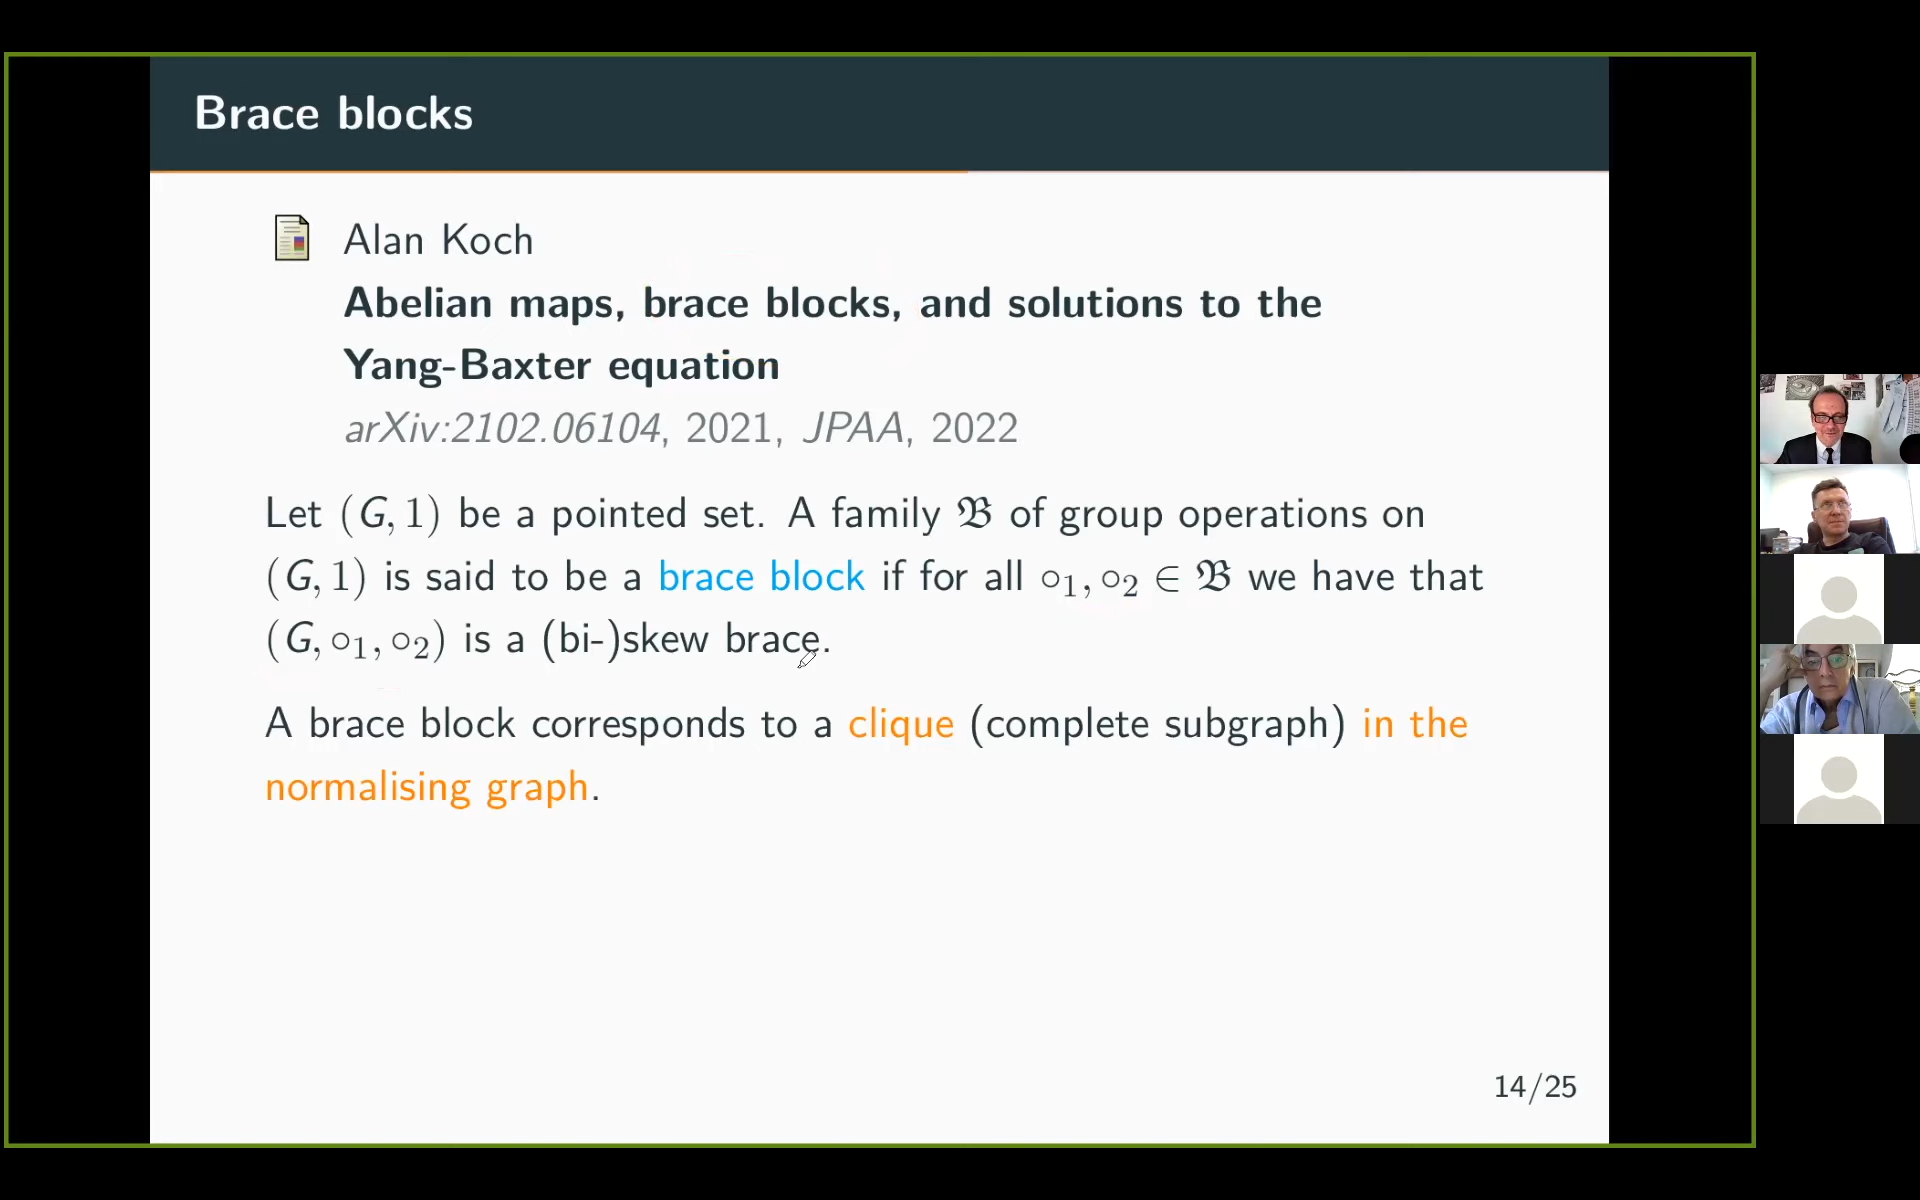 Brace blocks
Alan Koch
Abelian maps, brace blocks, and solutions to the
Yang-Baxter equation
arXiv:2102.06104, 2021, JPAA, 2022
Let (G, 1) be a pointed set. A family 𝔅 of group operations on
(G, 1) is said to be a brace block if for all ∘₁, ∘₂ ∈ 𝔅 we have that
(G, ∘₁, ∘₂) is a (bi-)skew brace.
A brace block corresponds to a clique (complete subgraph) in the
normalising graph.
14/25